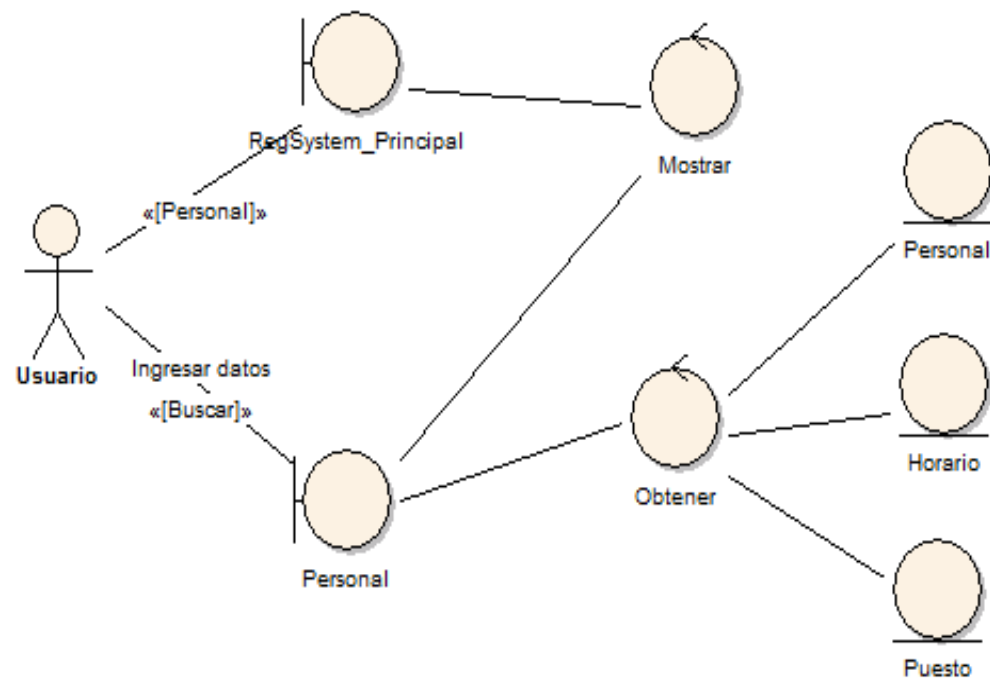 RegSystem_Principal
Mostrar
«[Personal]»
Personal
Usuario
Ingresar datos
«[Buscar]»
Horario
Obtener
Personal
Puesto